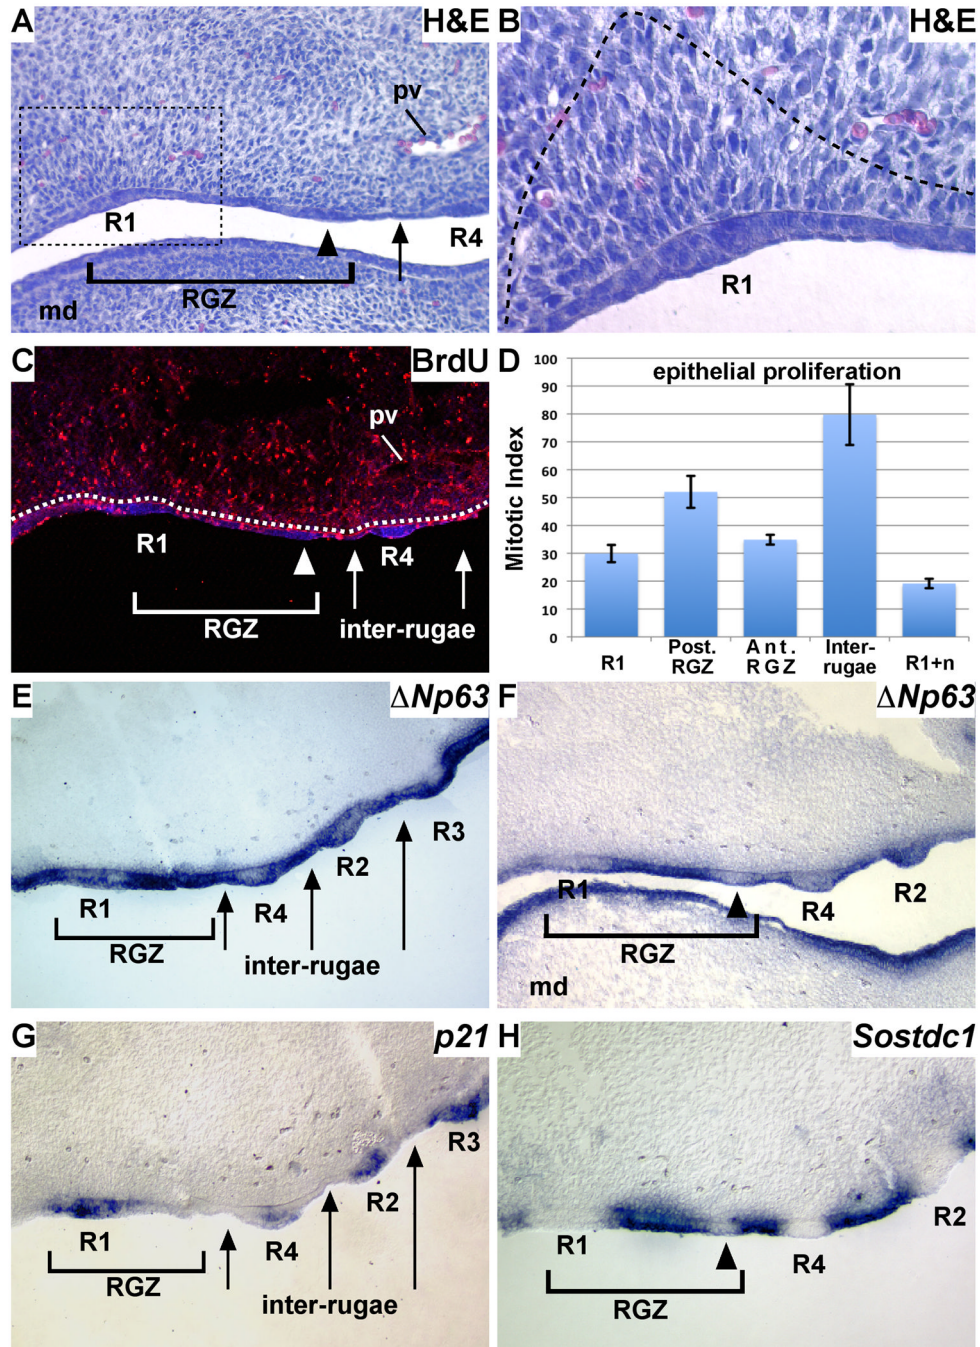 A H&E
pv
R1
R4
RGZ
md
B H&E
R1
C BrdU
pv
R1
R4
RGZ
inter-rugae
D
epithelial proliferation
Mitotic Index
100
90
80
70
60
50
40
30
20
10
0
R1
Post. RGZ
Ant. RGZ
Inter-rugae
R1+n
E ΔNp63
R3
R2
R1
R4
RGZ
inter-rugae
F ΔNp63
R1
R2
R4
RGZ
md
G p21
R3
R2
R1
R4
RGZ
inter-rugae
H Sostdc1
R2
R1
R4
RGZ